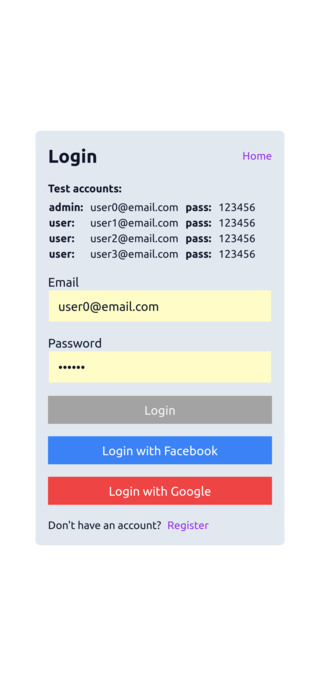 Login
Home
Test accounts:
admin: user0@email.com pass: 123456
user: user1@email.com pass: 123456
user: user2@email.com pass: 123456
user: user3@email.com pass: 123456
Email
user0@email.com
Password
••••••
Login
Login with Facebook
Login with Google
Don't have an account? Register